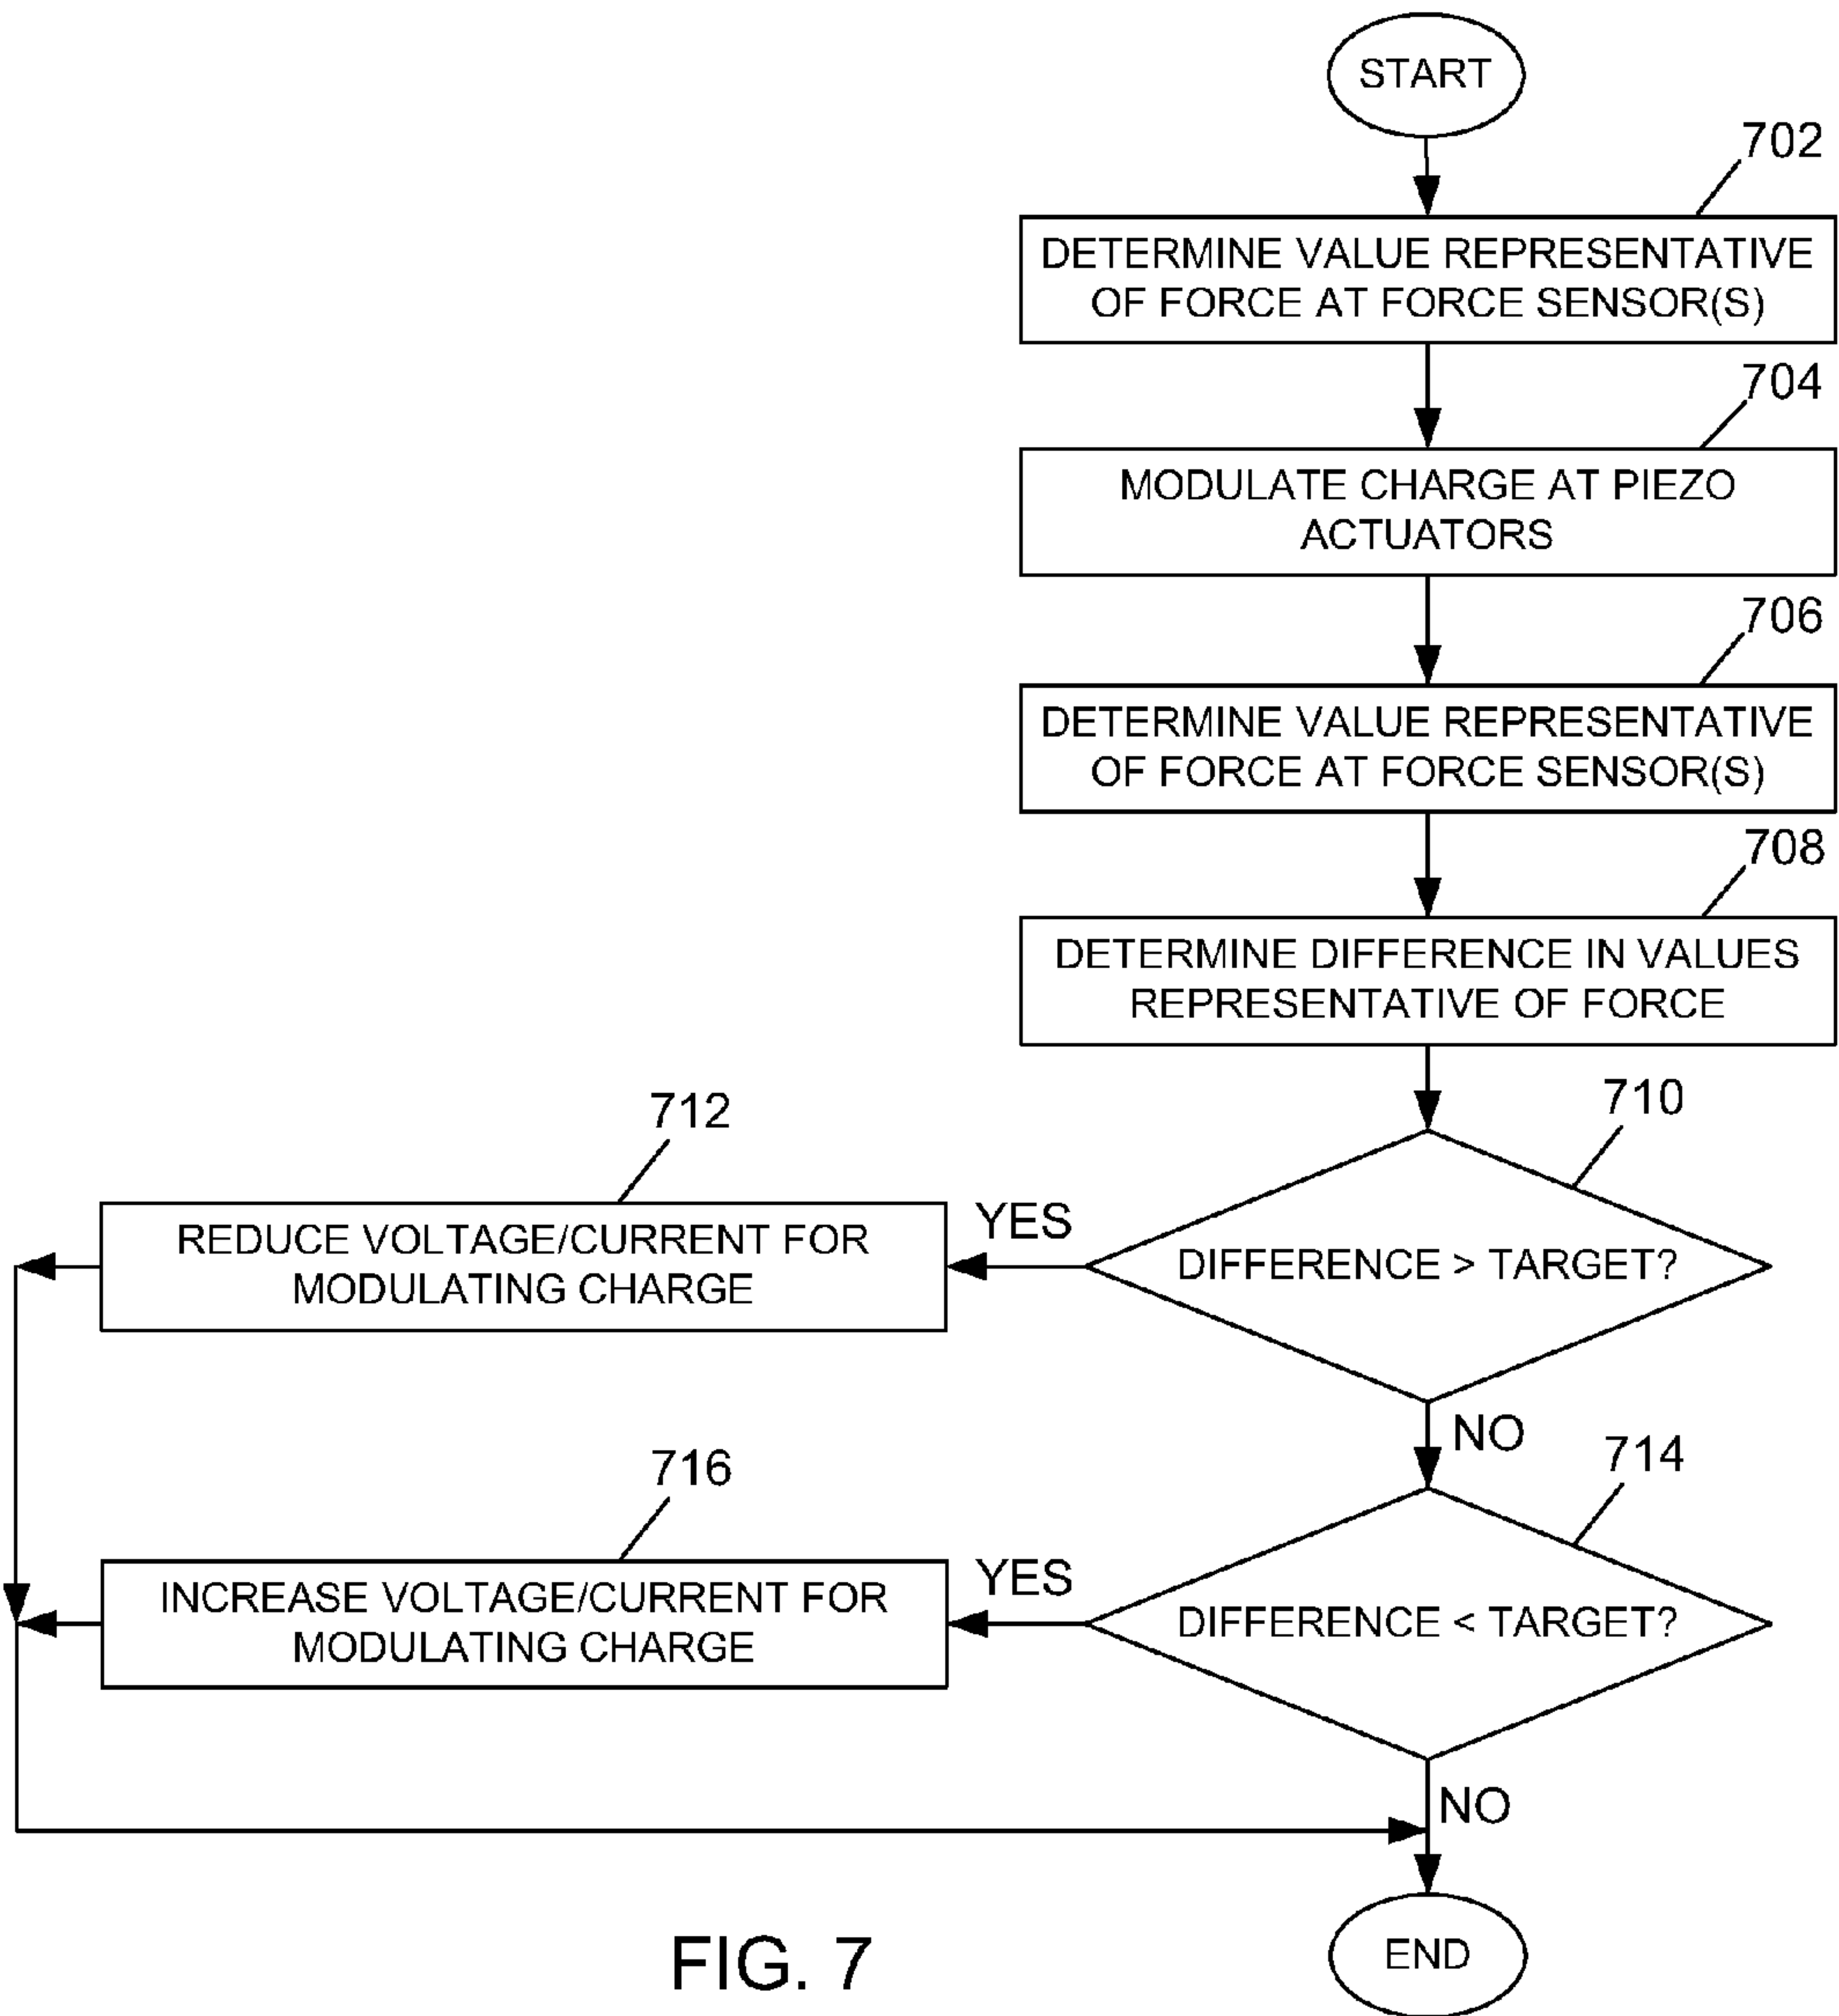 START
702
DETERMINE VALUE REPRESENTATIVE
OF FORCE AT FORCE SENSOR(S)
704
MODULATE CHARGE AT PIEZO
ACTUATORS
706
DETERMINE VALUE REPRESENTATIVE
OF FORCE AT FORCE SENSOR(S)
708
DETERMINE DIFFERENCE IN VALUES
REPRESENTATIVE OF FORCE
710
DIFFERENCE > TARGET?
YES
712
REDUCE VOLTAGE/CURRENT FOR
MODULATING CHARGE
NO
714
DIFFERENCE < TARGET?
YES
716
INCREASE VOLTAGE/CURRENT FOR
MODULATING CHARGE
NO
END
FIG. 7